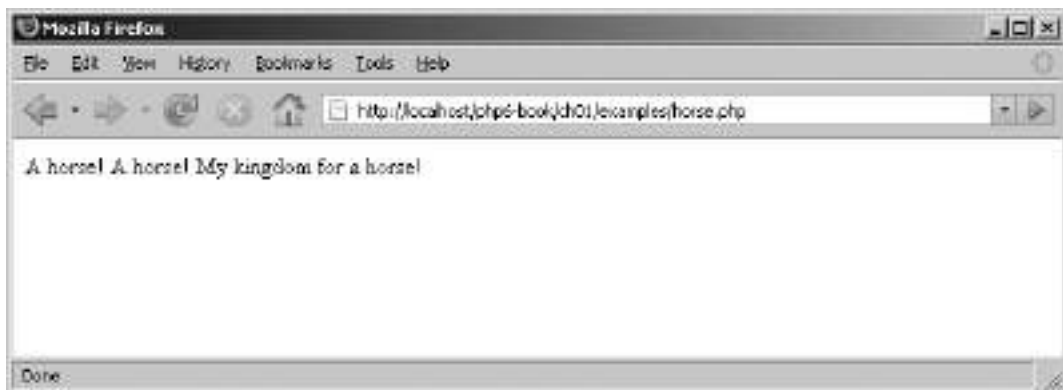 Mozilla Firefox
File Edit View History Bookmarks Tools Help
http://localhost/php6-book/ch01/examples/horse.php
A horse! A horse! My kingdom for a horse!
Done